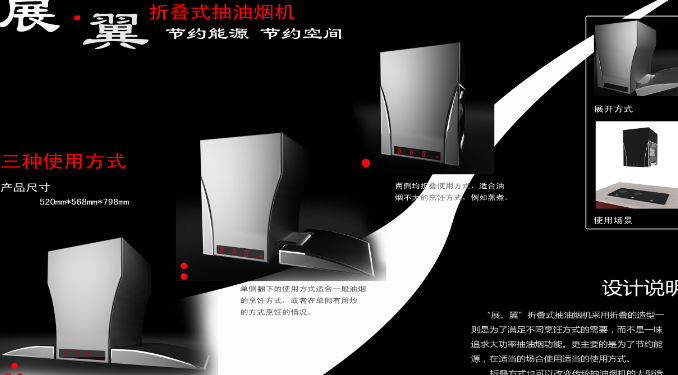 展·翼
折叠式抽油烟机
节约能源 节约空间
三种使用方式
产品尺寸
520mm*568mm*798mm
两侧均折叠使用方式，适合油
烟不大的烹饪方式，例如蒸煮。
单侧翻下的使用方式适合一般油烟
的烹饪方式，或者在单侧有用炒
的方式烹饪的情况。
展开方式
使用场景
设计说明
“展。翼”折叠式抽油烟机采用折叠的造型一
则是为了满足不同烹饪方式的需要，而不是一味
追求大功率抽油烟功能。更主要的是为了节约能
源，在适当的场合使用适当的使用方式。
折叠方式也可以改变传统抽油烟机的大型造